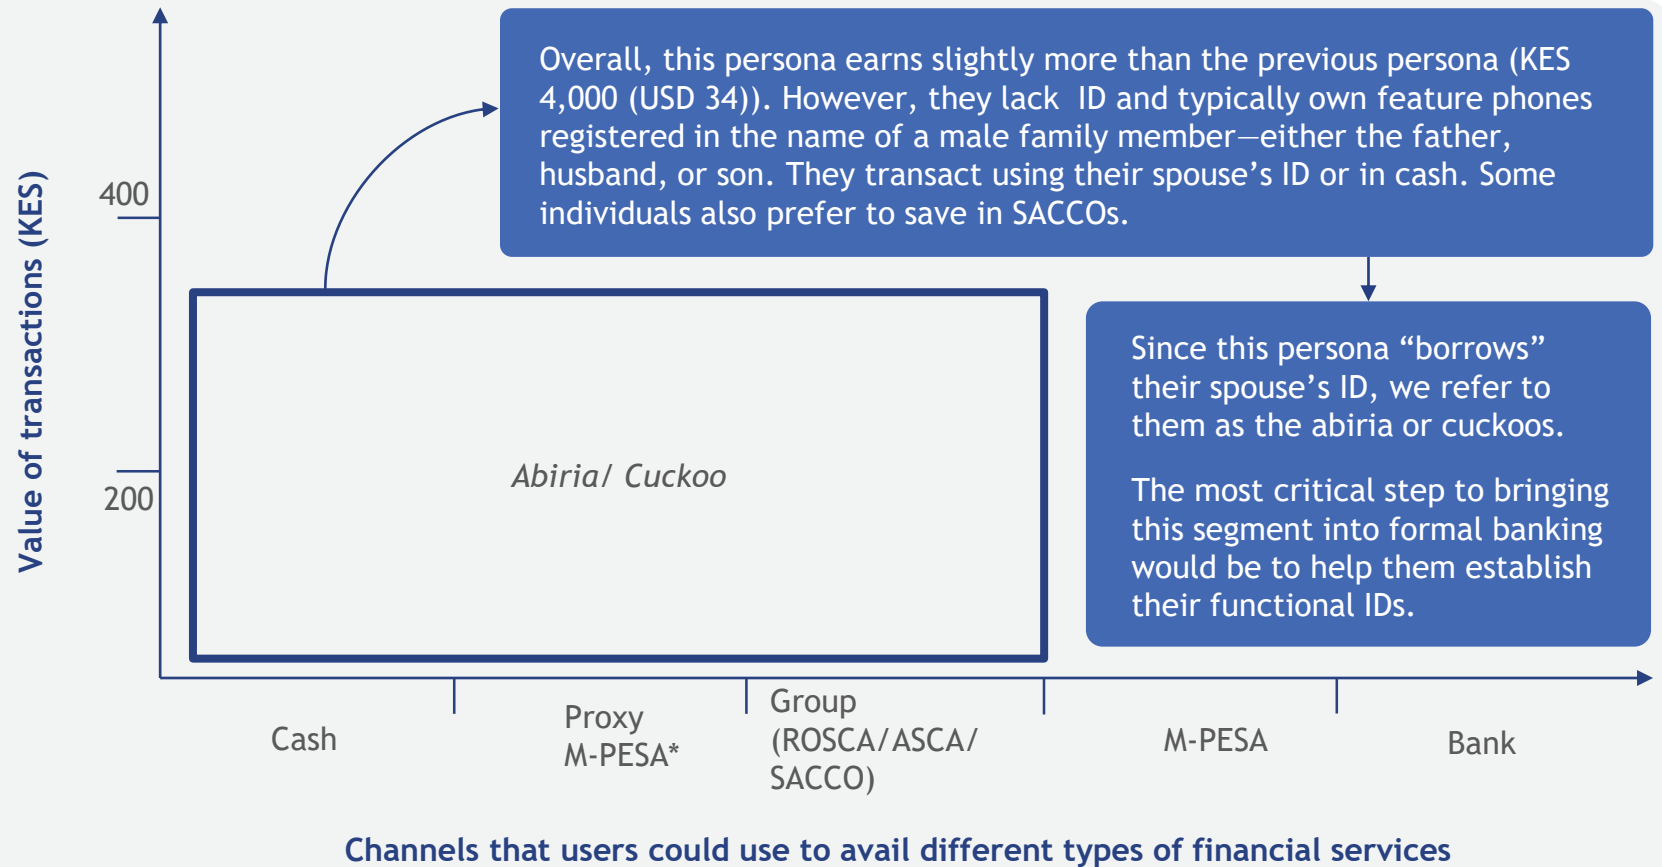 Overall, this persona earns slightly more than the previous persona (KES
4,000 (USD 34)). However, they lack  ID and typically own feature phones
registered in the name of a male family member—either the father,
husband, or son. They transact using their spouse’s ID or in cash. Some
individuals also prefer to save in SACCOs.
Value of transactions (KES)
400
200
Abiria/ Cuckoo
Since this persona “borrows”
their spouse’s ID, we refer to
them as the abiria or cuckoos.
The most critical step to bringing
this segment into formal banking
would be to help them establish
their functional IDs.
Cash
Proxy
M-PESA*
Group
(ROSCA/ASCA/
SACCO)
M-PESA
Bank
Channels that users could use to avail different types of financial services